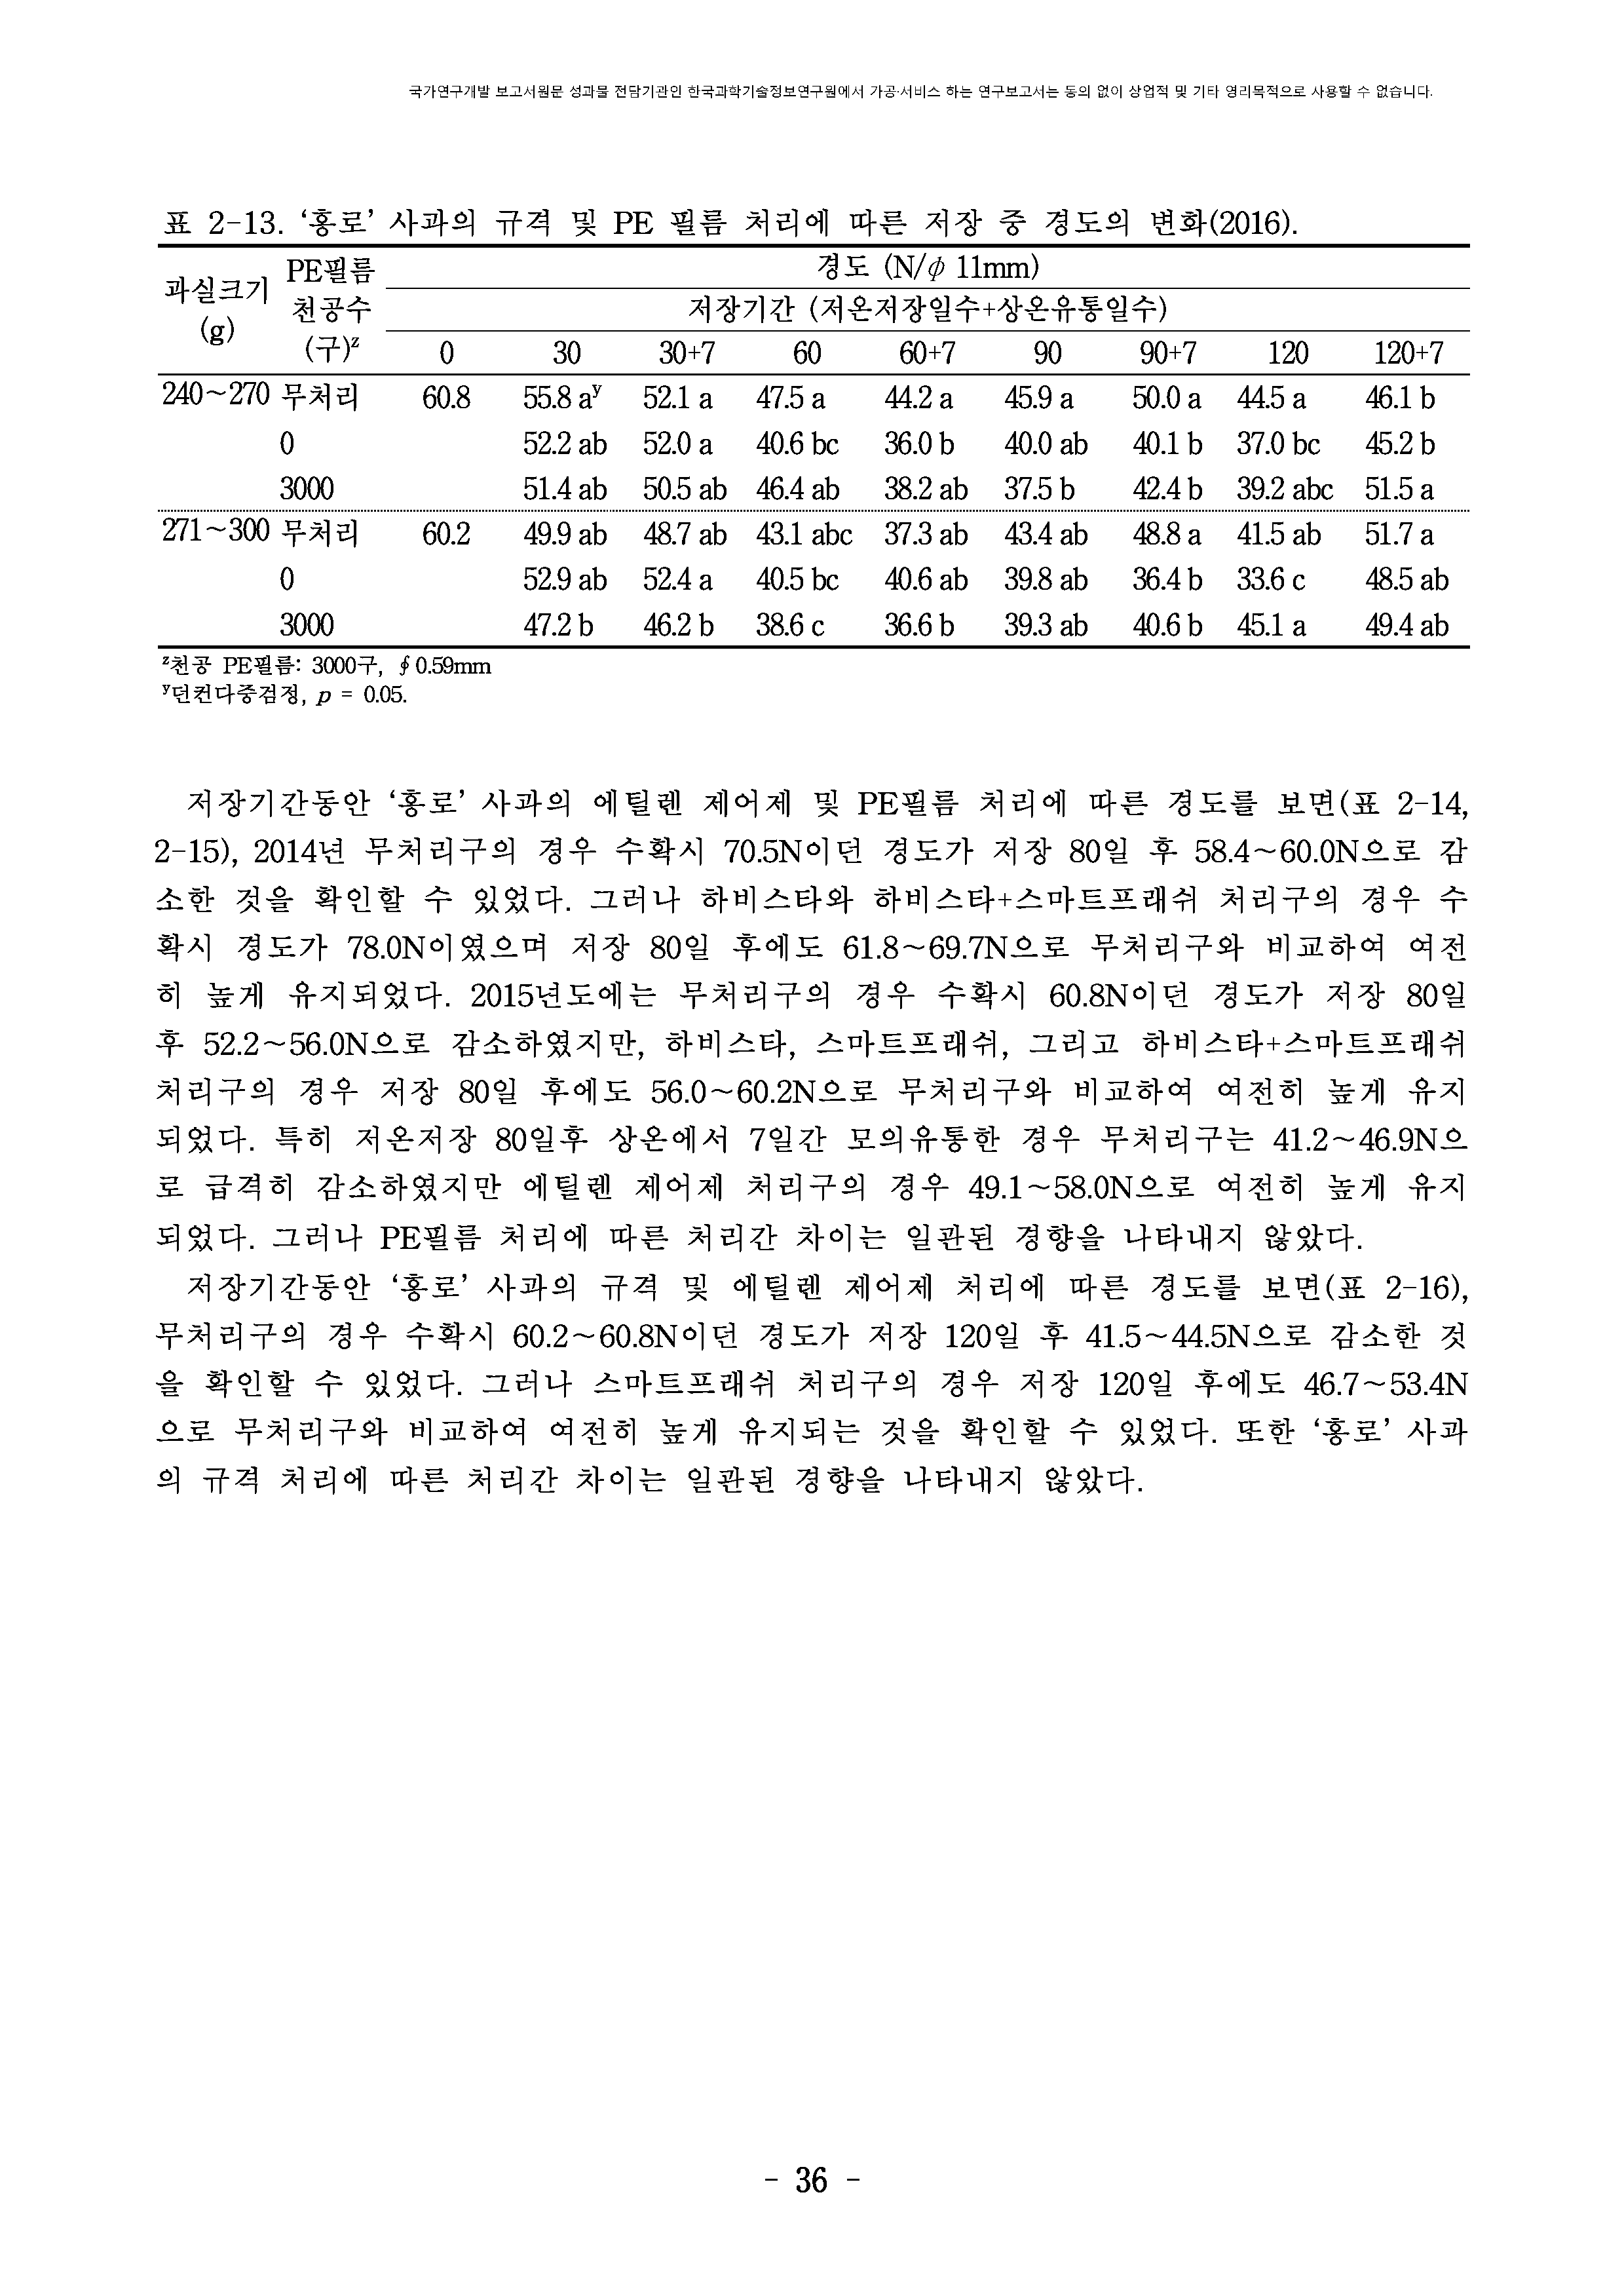 국가연구개발 보고서원문 성과물 전담기관인 한국과학기술정보연구원에서 가공·서비스 하는 연구보고서는 동의 없이 상업적 및 기타 영리목적으로 사용할 수 없습니다.
표 2-13. ‘홍로’ 사과의 규격 및 PE 필름 처리에 따른 저장 중 경도의 변화(2016).
과실크기 (g) PE필름 천공수 (구)ᶻ 경도 (N/φ 11mm)
저장기간 (저온저장일수+상온유통일수)
0 30 30+7 60 60+7 90 90+7 120 120+7
240~270 무처리 60.8 55.8 aʸ 52.1 a 47.5 a 44.2 a 45.9 a 50.0 a 44.5 a 46.1 b
0 52.2 ab 52.0 a 40.6 bc 36.0 b 40.0 ab 40.1 b 37.0 bc 45.2 b
3000 51.4 ab 50.5 ab 46.4 ab 38.2 ab 37.5 b 42.4 b 39.2 abc 51.5 a
271~300 무처리 60.2 49.9 ab 48.7 ab 43.1 abc 37.3 ab 43.4 ab 48.8 a 41.5 ab 51.7 a
0 52.9 ab 52.4 a 40.5 bc 40.6 ab 39.8 ab 36.4 b 33.6 c 48.5 ab
3000 47.2 b 46.2 b 38.6 c 36.6 b 39.3 ab 40.6 b 45.1 a 49.4 ab
ᶻ천공 PE필름: 3000구, ∮0.59mm
ʸ던컨다중검정, p = 0.05.
저장기간동안 ‘홍로’ 사과의 에틸렌 제어제 및 PE필름 처리에 따른 경도를 보면(표 2-14,
2-15), 2014년 무처리구의 경우 수확시 70.5N이던 경도가 저장 80일 후 58.4~60.0N으로 감
소한 것을 확인할 수 있었다. 그러나 하비스타와 하비스타+스마트프래쉬 처리구의 경우 수
확시 경도가 78.0N이였으며 저장 80일 후에도 61.8~69.7N으로 무처리구와 비교하여 여전
히 높게 유지되었다. 2015년도에는 무처리구의 경우 수확시 60.8N이던 경도가 저장 80일
후 52.2~56.0N으로 감소하였지만, 하비스타, 스마트프래쉬, 그리고 하비스타+스마트프래쉬
처리구의 경우 저장 80일 후에도 56.0~60.2N으로 무처리구와 비교하여 여전히 높게 유지
되었다. 특히 저온저장 80일후 상온에서 7일간 모의유통한 경우 무처리구는 41.2~46.9N으
로 급격히 감소하였지만 에틸렌 제어제 처리구의 경우 49.1~58.0N으로 여전히 높게 유지
되었다. 그러나 PE필름 처리에 따른 처리간 차이는 일관된 경향을 나타내지 않았다.
저장기간동안 ‘홍로’ 사과의 규격 및 에틸렌 제어제 처리에 따른 경도를 보면(표 2-16),
무처리구의 경우 수확시 60.2~60.8N이던 경도가 저장 120일 후 41.5~44.5N으로 감소한 것
을 확인할 수 있었다. 그러나 스마트프래쉬 처리구의 경우 저장 120일 후에도 46.7~53.4N
으로 무처리구와 비교하여 여전히 높게 유지되는 것을 확인할 수 있었다. 또한 ‘홍로’ 사과
의 규격 처리에 따른 처리간 차이는 일관된 경향을 나타내지 않았다.
- 36 -